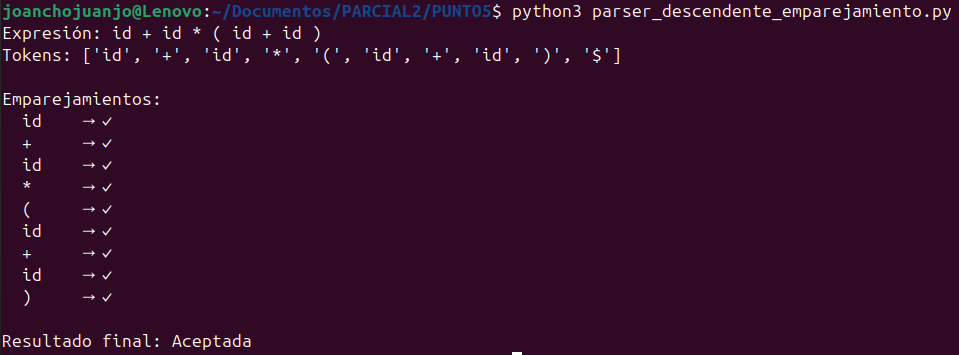 joanchojuanjo@Lenovo:~/Documentos/PARCIAL2/PUNTO5$ python3 parser_descendente_emparejamiento.py
Expresión: id + id * ( id + id )
Tokens: ['id', '+', 'id', '*', '(', 'id', '+', 'id', ')', '$']
Emparejamientos:
id → ✓
+ → ✓
id → ✓
* → ✓
( → ✓
id → ✓
+ → ✓
id → ✓
) → ✓
Resultado final: Aceptada